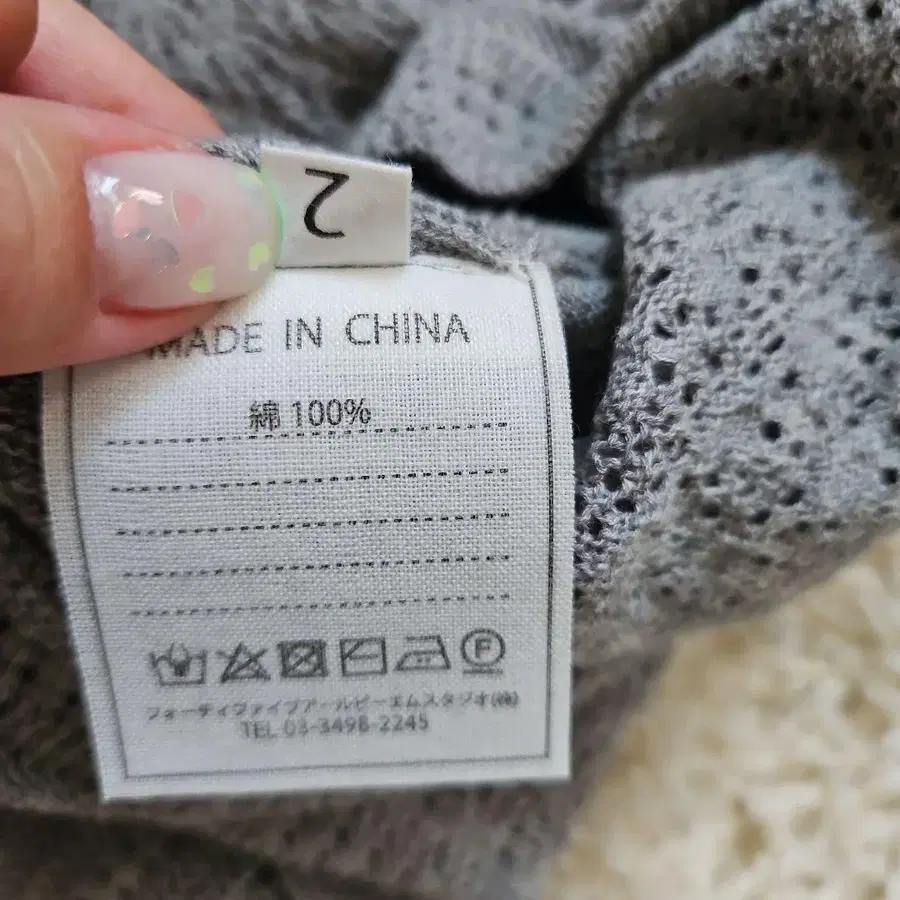 2
MADE IN CHINA
綿 100%
F
フォーティファイブアールピーエムスタジオ(株)
TEL 03-3498-2245